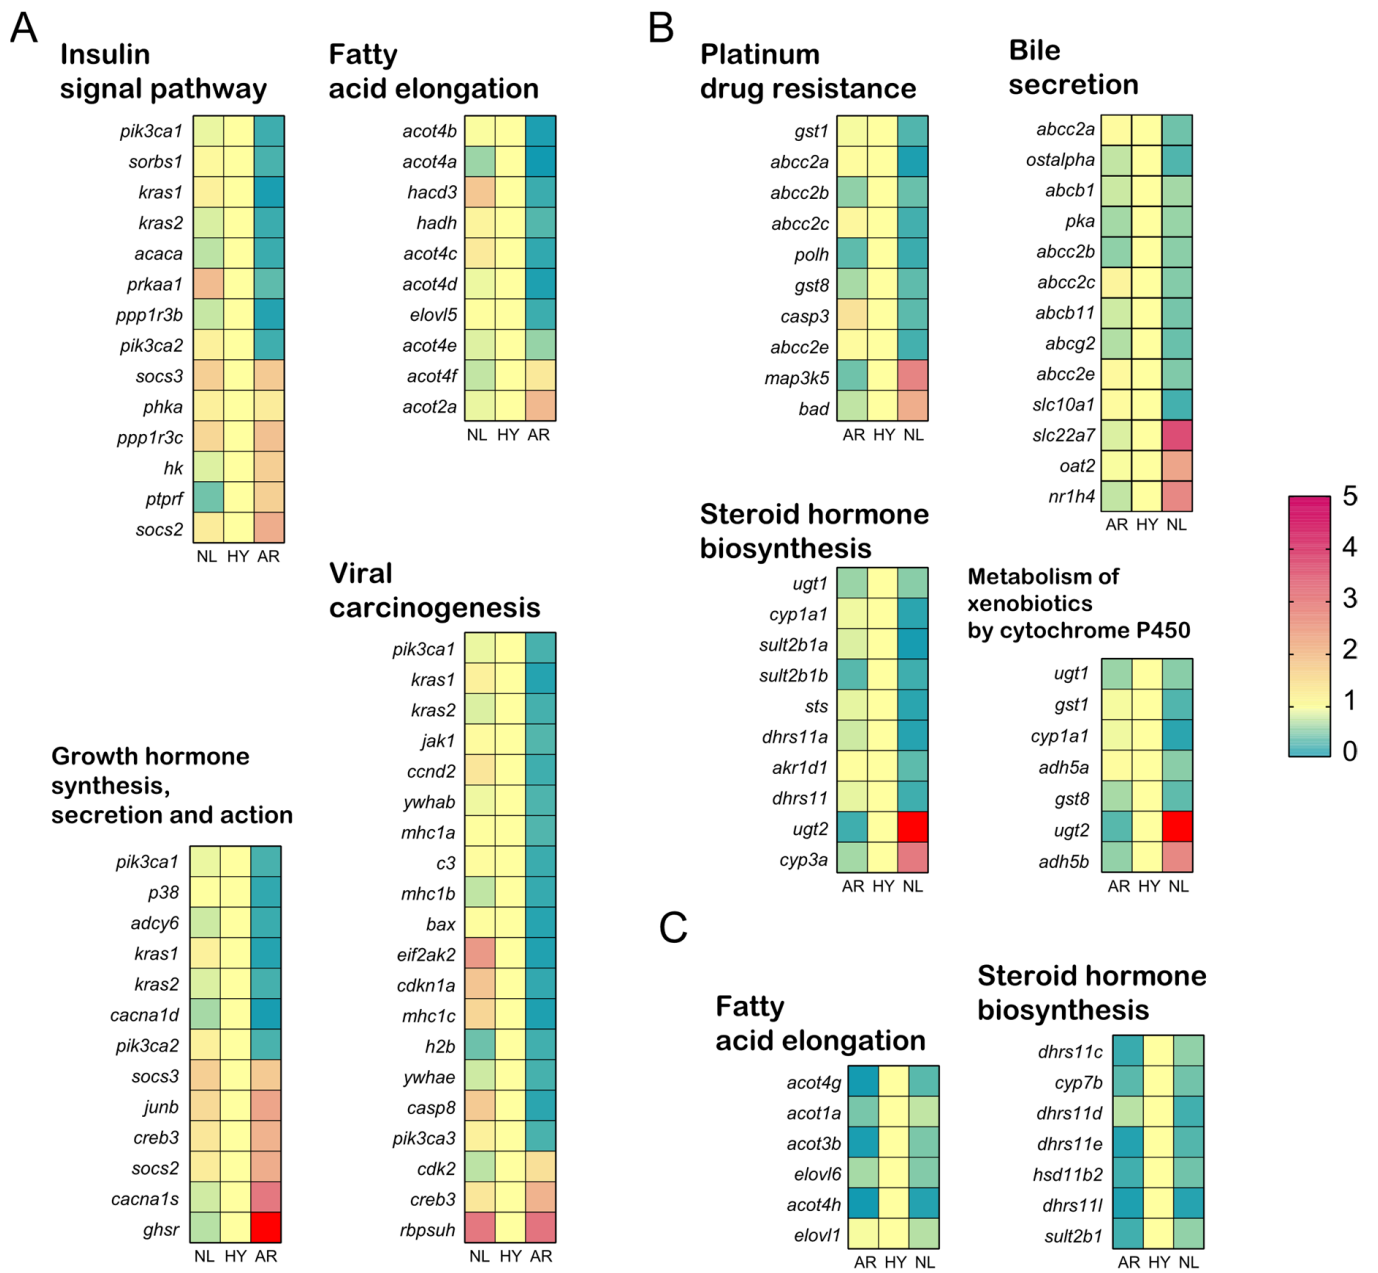 A
Insulin
signal pathway
pik3ca1
sorbs1
kras1
kras2
acaca
prkaa1
ppp1r3b
pik3ca2
socs3
phka
ppp1r3c
hk
ptprf
socs2
NL HY AR
Fatty
acid elongation
acot4b
acot4a
hacd3
hadh
acot4c
acot4d
elovl5
acot4e
acot4f
acot2a
NL HY AR
Growth hormone
synthesis,
secretion and action
pik3ca1
p38
adcy6
kras1
kras2
cacna1d
pik3ca2
socs3
junb
creb3
socs2
cacna1s
ghsr
NL HY AR
Viral
carcinogenesis
pik3ca1
kras1
kras2
jak1
ccnd2
ywhab
mhc1a
c3
mhc1b
bax
eif2ak2
cdkn1a
mhc1c
h2b
ywhae
casp8
pik3ca3
cdk2
creb3
rbpsuh
NL HY AR
B
Platinum
drug resistance
gst1
abcc2a
abcc2b
abcc2c
polh
gst8
casp3
abcc2e
map3k5
bad
AR HY NL
Bile
secretion
abcc2a
ostalpha
abcb1
pka
abcc2b
abcc2c
abcb11
abcg2
abcc2e
slc10a1
slc22a7
oat2
nr1h4
AR HY NL
Steroid hormone
biosynthesis
ugt1
cyp1a1
sult2b1a
sult2b1b
sts
dhrs11a
akr1d1
dhrs11
ugt2
cyp3a
AR HY NL
Metabolism of
xenobiotics
by cytochrome P450
ugt1
gst1
cyp1a1
adh5a
gst8
ugt2
adh5b
AR HY NL
5
4
3
2
1
0
C
Fatty
acid elongation
acot4g
acot1a
acot3b
elovl6
acot4h
elovl1
AR HY NL
Steroid hormone
biosynthesis
dhrs11c
cyp7b
dhrs11d
dhrs11e
hsd11b2
dhrs11l
sult2b1
AR HY NL